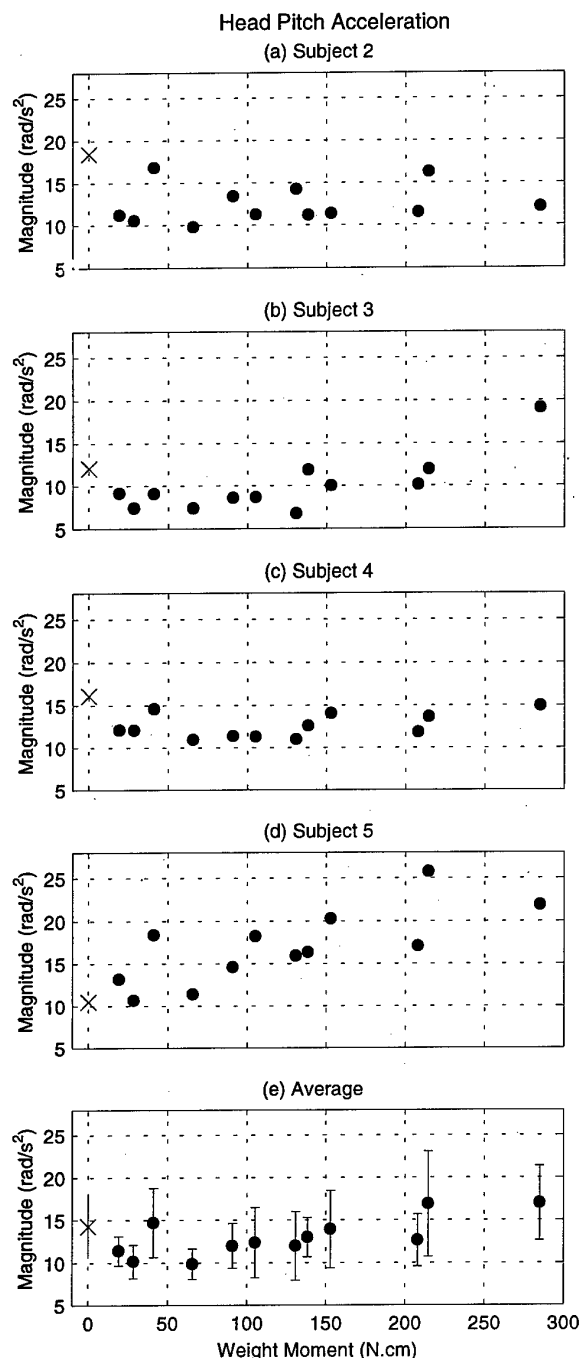 Head Pitch Acceleration
(a) Subject 2
25
20
15
10
5
Magnitude (rad/s²)
(b) Subject 3
25
20
15
10
5
Magnitude (rad/s²)
(c) Subject 4
25
20
15
10
5
Magnitude (rad/s²)
(d) Subject 5
25
20
15
10
5
Magnitude (rad/s²)
(e) Average
25
20
15
10
5
Magnitude (rad/s²)
0 50 100 150 200 250 300
Weight Moment (N.cm)